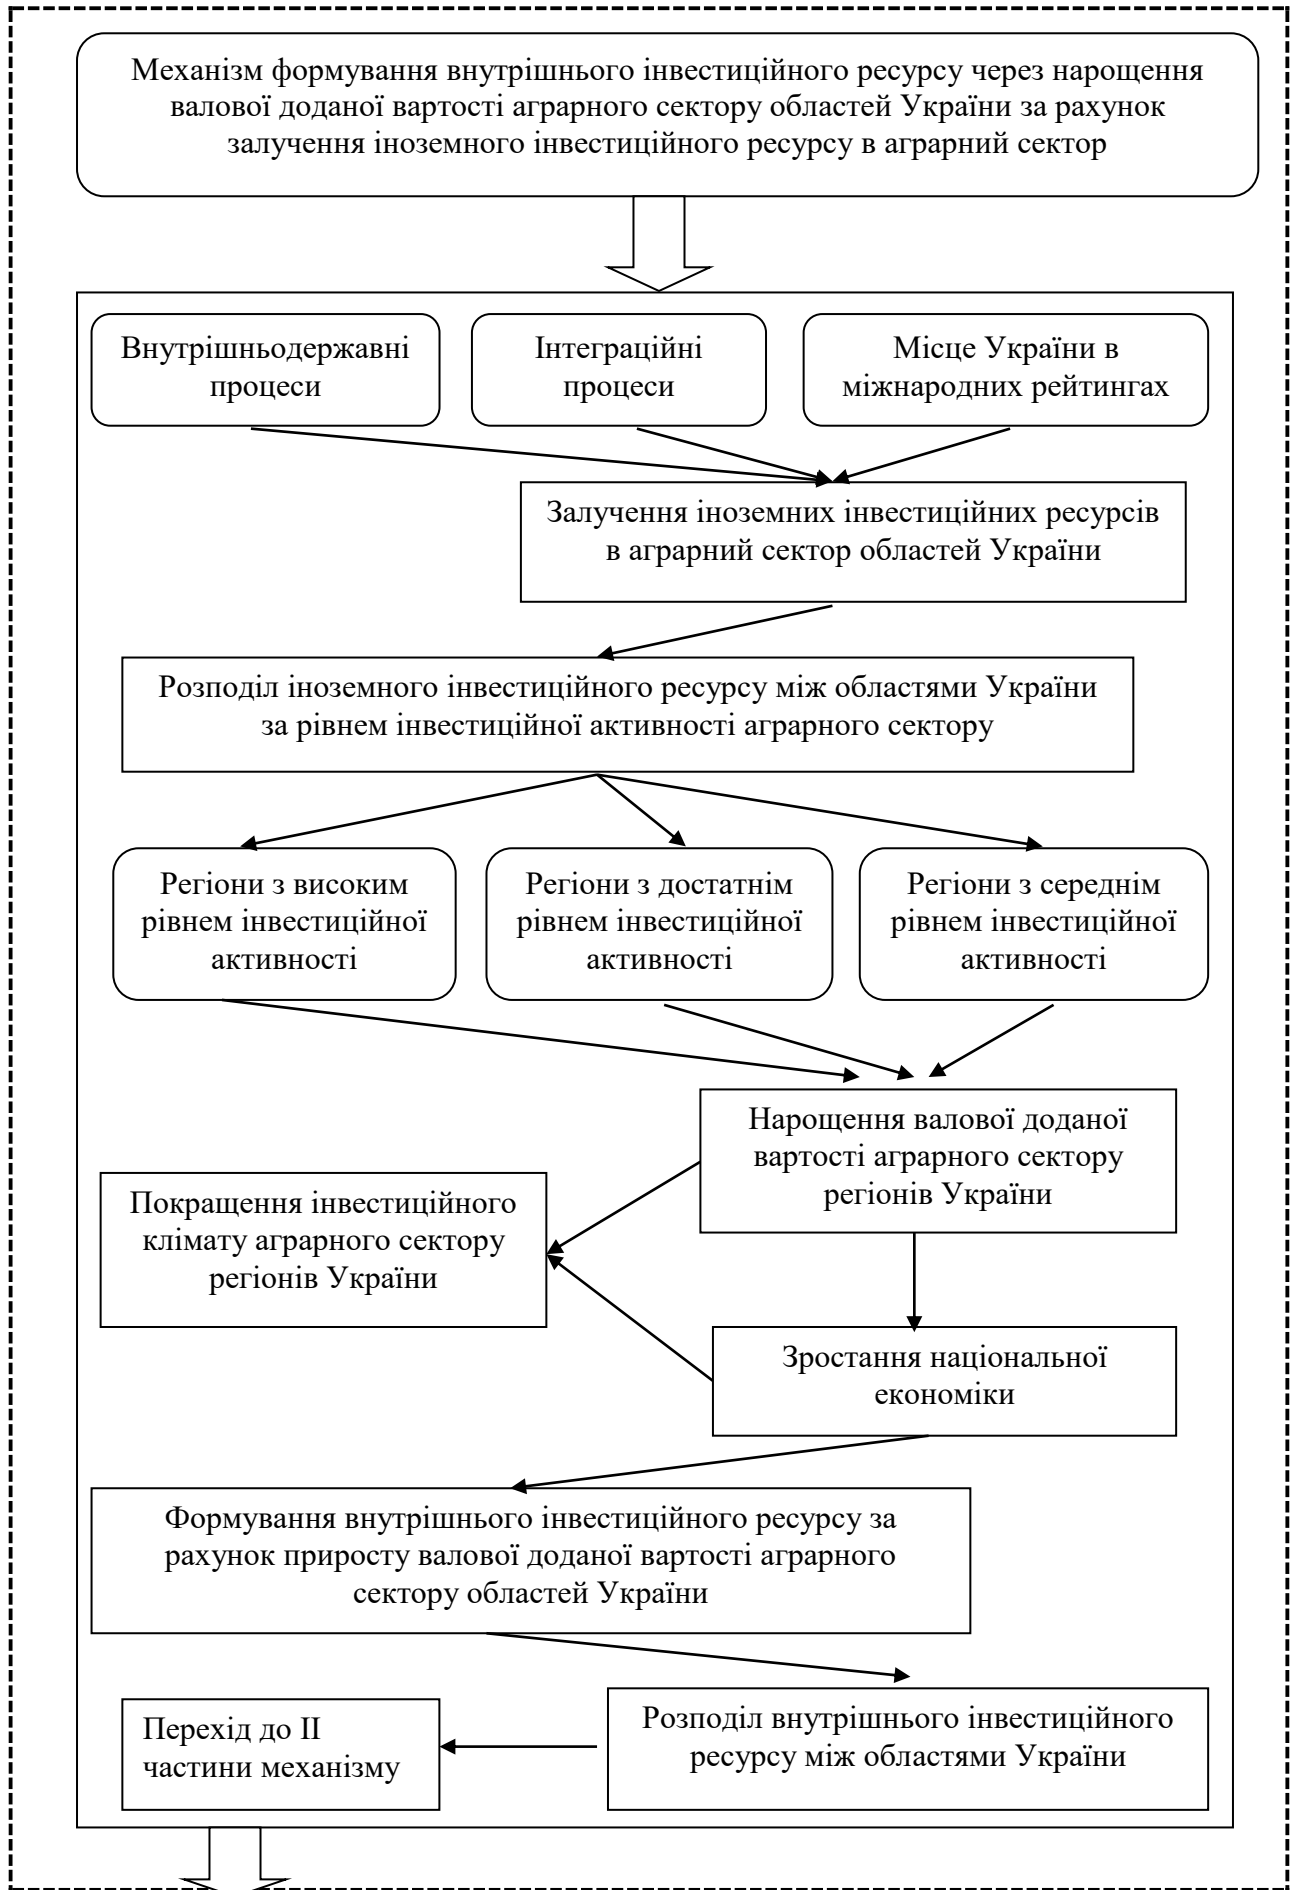 Механізм формування внутрішнього інвестиційного ресурсу через нарощення
валової доданої вартості аграрного сектору областей України за рахунок
залучення іноземного інвестиційного ресурсу в аграрний сектор
Внутрішньодержавні
процеси
Інтеграційні
процеси
Місце України в
міжнародних рейтингах
Залучення іноземних інвестиційних ресурсів
в аграрний сектор областей України
Розподіл іноземного інвестиційного ресурсу між областями України
за рівнем інвестиційної активності аграрного сектору
Регіони з високим
рівнем інвестиційної
активності
Регіони з достатнім
рівнем інвестиційної
активності
Регіони з середнім
рівнем інвестиційної
активності
Нарощення валової доданої
вартості аграрного сектору
регіонів України
Покращення інвестиційного
клімату аграрного сектору
регіонів України
Зростання національної
економіки
Формування внутрішнього інвестиційного ресурсу за
рахунок приросту валової доданої вартості аграрного
сектору областей України
Розподіл внутрішнього інвестиційного
ресурсу між областями України
Перехід до ІІ
частини механізму